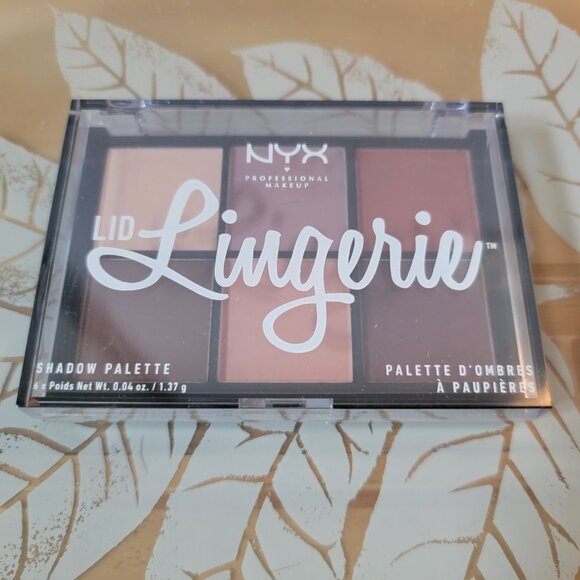 NYX
PROFESSIONAL
MAKEUP
LID Lingerie™
SHADOW PALETTE
6 x Poids Net Wt. 0.04 oz. / 1.37 g
PALETTE D'OMBRES
À PAUPIÈRES